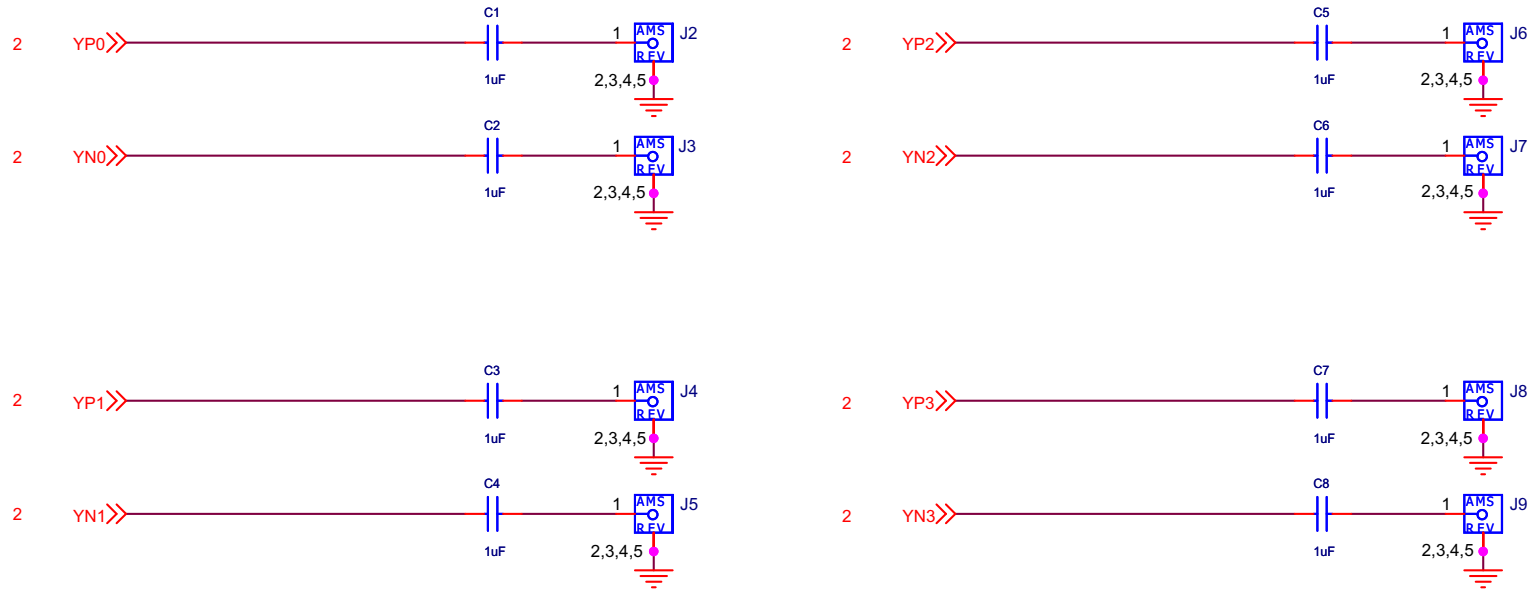 C1
2 YP0 1 AMS J2
REV
1uF 2,3,4,5
C2
2 YN0 1 AMS J3
REV
1uF 2,3,4,5
C3
2 YP1 1 AMS J4
REV
1uF 2,3,4,5
C4
2 YN1 1 AMS J5
REV
1uF 2,3,4,5
C5
2 YP2 1 AMS J6
REV
1uF 2,3,4,5
C6
2 YN2 1 AMS J7
REV
1uF 2,3,4,5
C7
2 YP3 1 AMS J8
REV
1uF 2,3,4,5
C8
2 YN3 1 AMS J9
REV
1uF 2,3,4,5